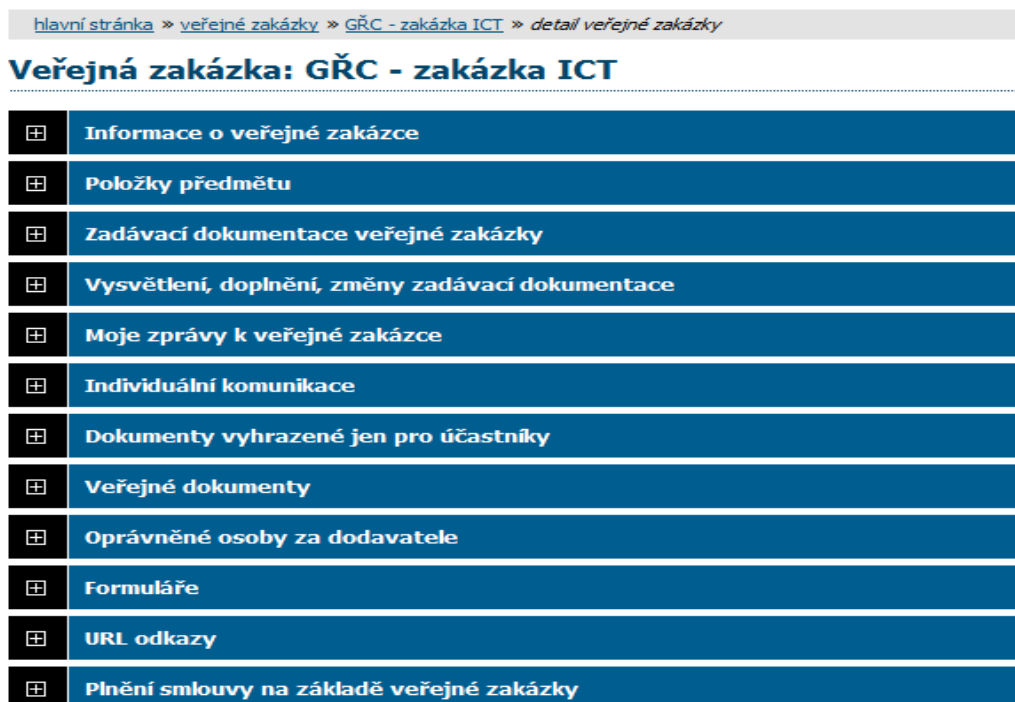 hlavní stránka » veřejné zakázky » GŘC - zakázka ICT » detail veřejné zakázky
Veřejná zakázka: GŘC - zakázka ICT
Informace o veřejné zakázce
Položky předmětu
Zadávací dokumentace veřejné zakázky
Vysvětlení, doplnění, změny zadávací dokumentace
Moje zprávy k veřejné zakázce
Individuální komunikace
Dokumenty vyhrazené jen pro účastníky
Veřejné dokumenty
Oprávněné osoby za dodavatele
Formuláře
URL odkazy
Plnění smlouvy na základě veřejné zakázky